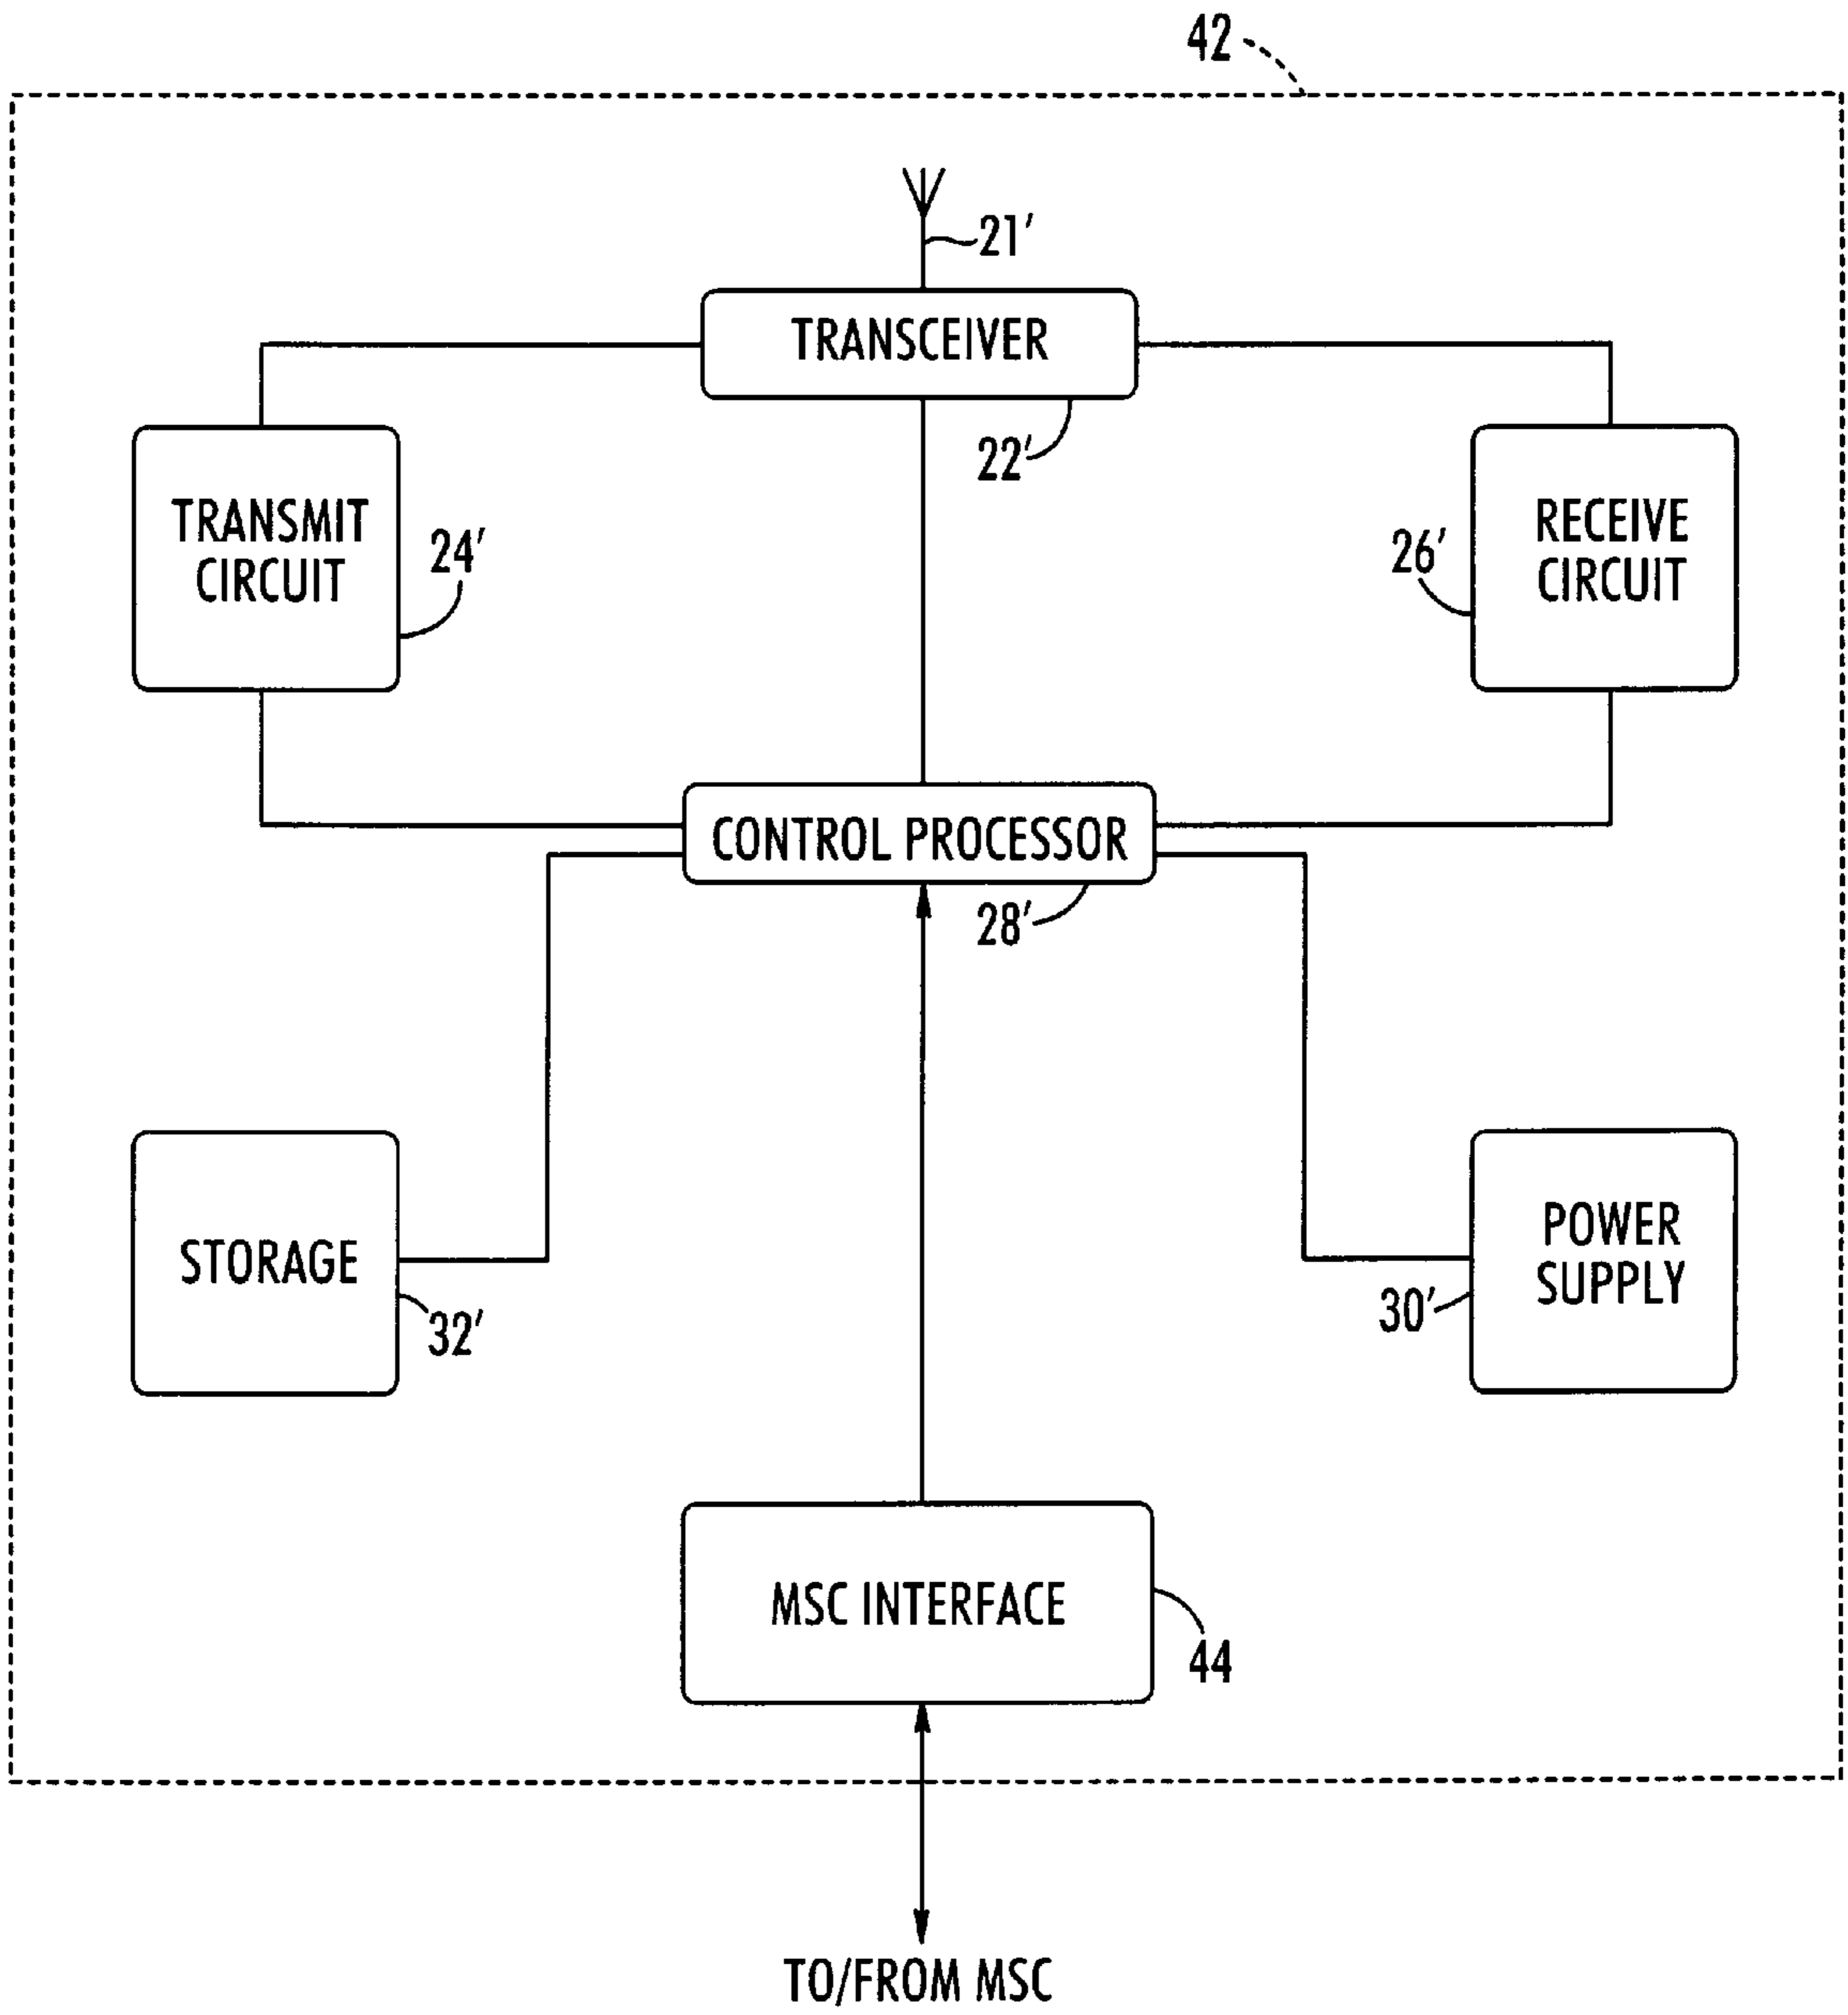 42
21'
TRANSCEIVER
22'
TRANSMIT
CIRCUIT
24'
RECEIVE
CIRCUIT
26'
CONTROL PROCESSOR
28'
STORAGE
32'
POWER
SUPPLY
30'
MSC INTERFACE
44
TO/FROM MSC